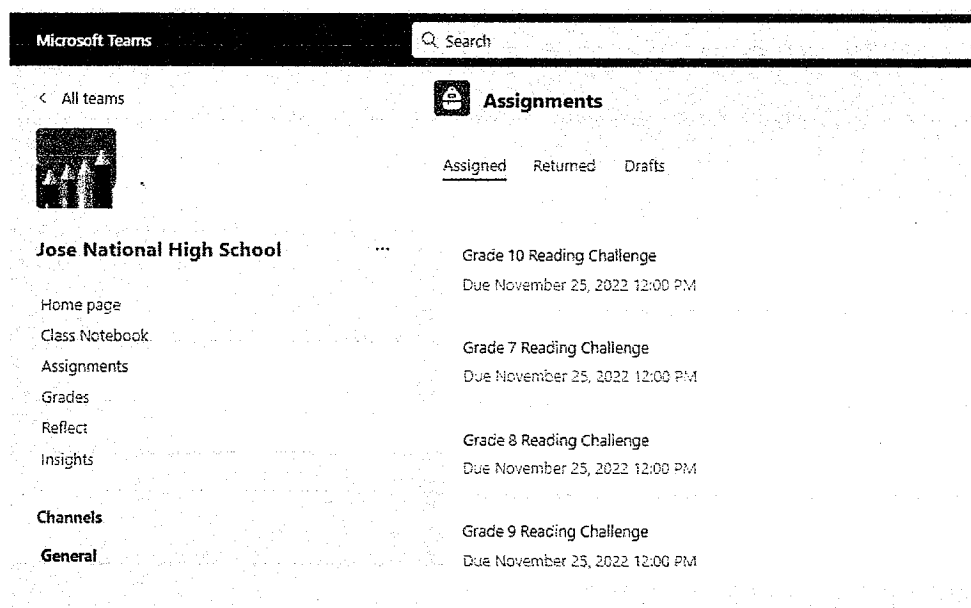 Microsoft Teams
Search
All teams
Jose National High School
...
Home page
Class Notebook
Assignments
Grades
Reflect
Insights
Channels
General
Assignments
Assigned Returned Drafts
Grade 10 Reading Challenge
Due November 25, 2022 12:00 PM
Grade 7 Reading Challenge
Due November 25, 2022 12:00 PM
Grade 8 Reading Challenge
Due November 25, 2022 12:00 PM
Grade 9 Reading Challenge
Due November 25, 2022 12:00 PM